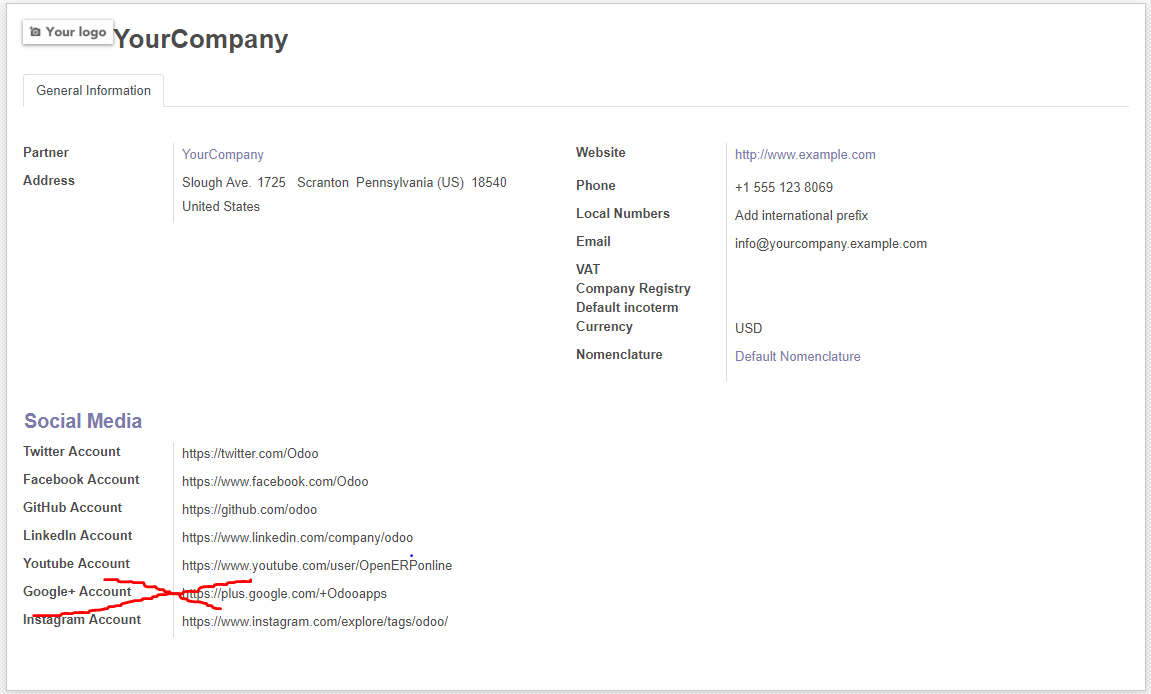 Your logo
YourCompany
General Information
Partner YourCompany
Address Slough Ave. 1725 Scranton Pennsylvania (US) 18540
United States
Website http://www.example.com
Phone +1 555 123 8069
Local Numbers Add international prefix
Email info@yourcompany.example.com
VAT
Company Registry
Default incoterm
Currency USD
Nomenclature Default Nomenclature
Social Media
Twitter Account https://twitter.com/Odoo
Facebook Account https://www.facebook.com/Odoo
GitHub Account https://github.com/odoo
LinkedIn Account https://www.linkedin.com/company/odoo
Youtube Account https://www.youtube.com/user/OpenERPonline
Google+ Account https://plus.google.com/+Odooapps
Instagram Account https://www.instagram.com/explore/tags/odoo/